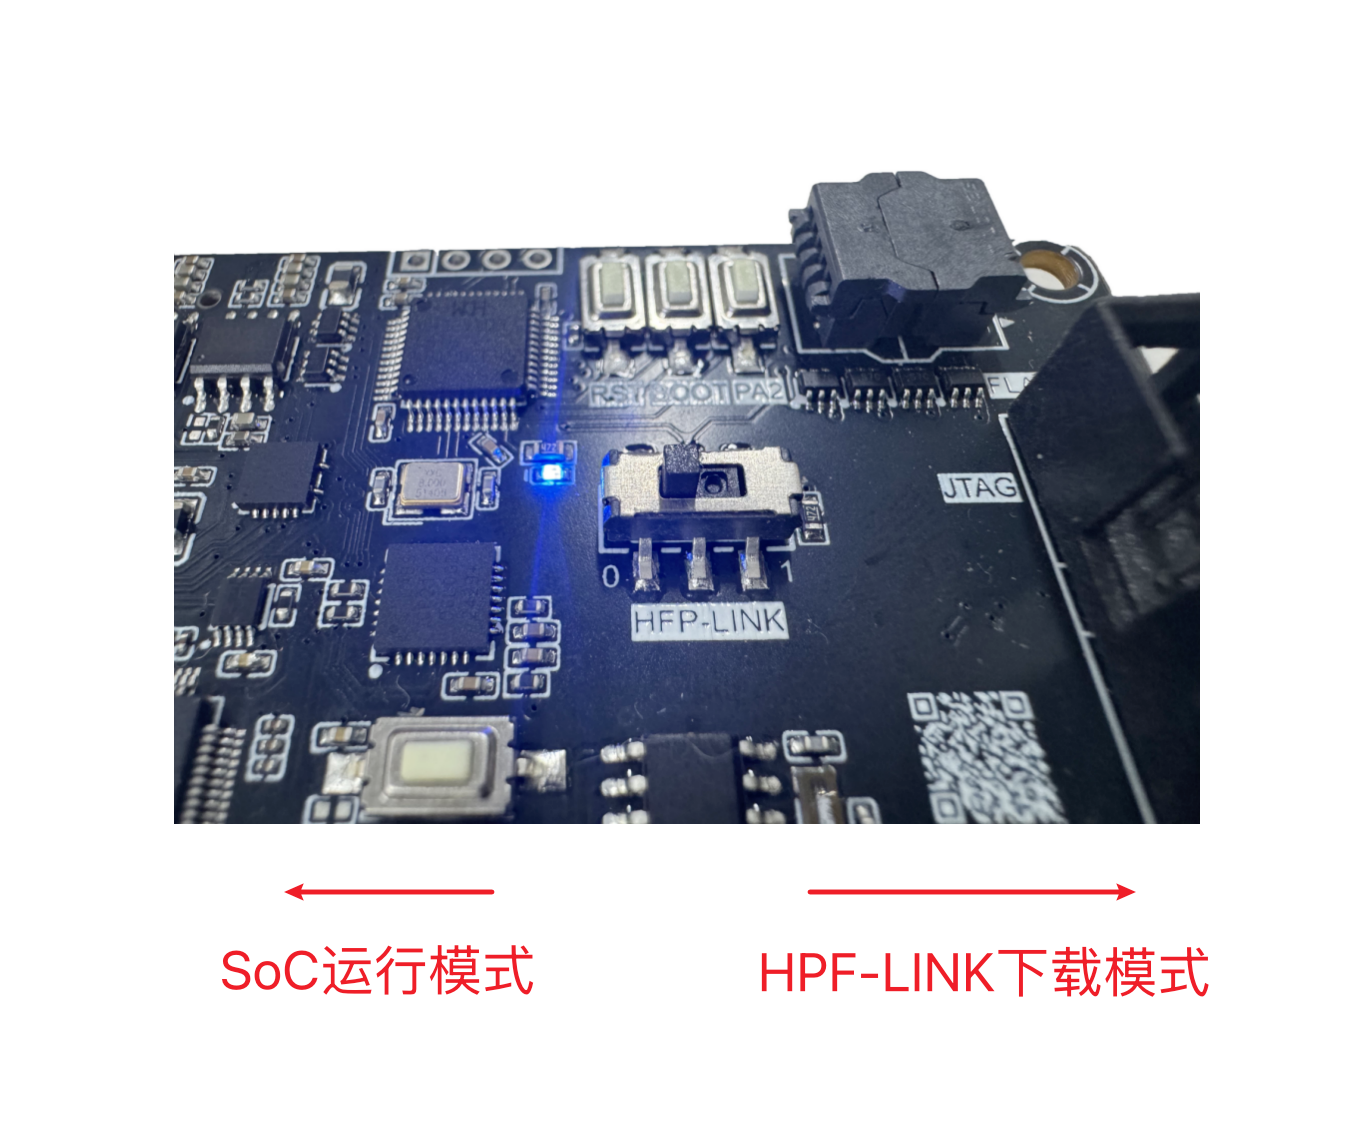 RST BOOT PA2
FLA
JTAG
0
1
HFP-LINK
SoC运行模式
HPF-LINK下载模式